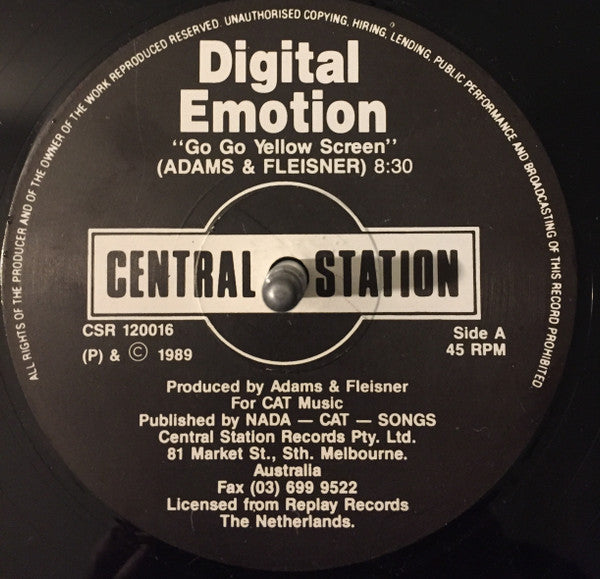 ALL RIGHTS OF THE PRODUCER AND OF THE OWNER OF THE WORK REPRODUCED RESERVED. UNAUTHORISED COPYING, HIRING, LENDING, PUBLIC PERFORMANCE AND BROADCASTING OF THIS RECORD PROHIBITED
Digital
Emotion
"Go Go Yellow Screen"
(ADAMS & FLEISNER) 8:30
CENTRAL STATION
CSR 120016
(P) & © 1989
Side A
45 RPM
Produced by Adams & Fleisner
For CAT Music
Published by NADA — CAT — SONGS
Central Station Records Pty. Ltd.
81 Market St., Sth. Melbourne.
Australia
Fax (03) 699 9522
Licensed from Replay Records
The Netherlands.